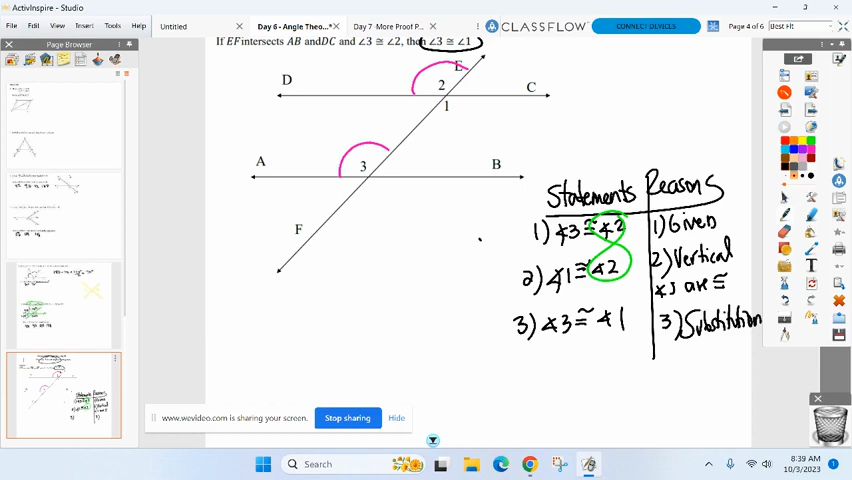 ActivInspire - Studio
File Edit View Insert Tools Help
Untitled
Day 6 - Angle Theo...*
Day 7 -More Proof P...
CLASSFLOW
CONNECT DEVICES
Page 4 of 6
Best Fit
Page Browser
If EF intersects AB and DC and ∠3 ≅ ∠2, then ∠3 ≅ ∠1
E
D
2
C
1
A
3
B
F
Statements Reasons
1) ∡3 ≅ ∡2 1) Given
2) ∡1 ≅ ∡2 2) Vertical
∡s are ≅
3) ∡3 ≅ ∡1 3) Substitution
www.wevideo.com is sharing your screen.
Stop sharing
Hide
Search
8:39 AM
10/3/2023